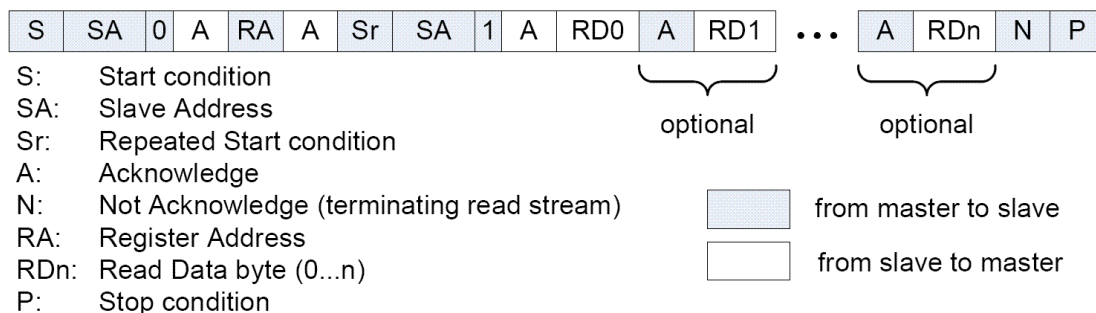 S SA 0 A RA A Sr SA 1 A RD0 A RD1 ... A RDn N P
S: Start condition
SA: Slave Address
Sr: Repeated Start condition
A: Acknowledge
N: Not Acknowledge (terminating read stream)
RA: Register Address
RDn: Read Data byte (0...n)
P: Stop condition
optional
optional
from master to slave
from slave to master